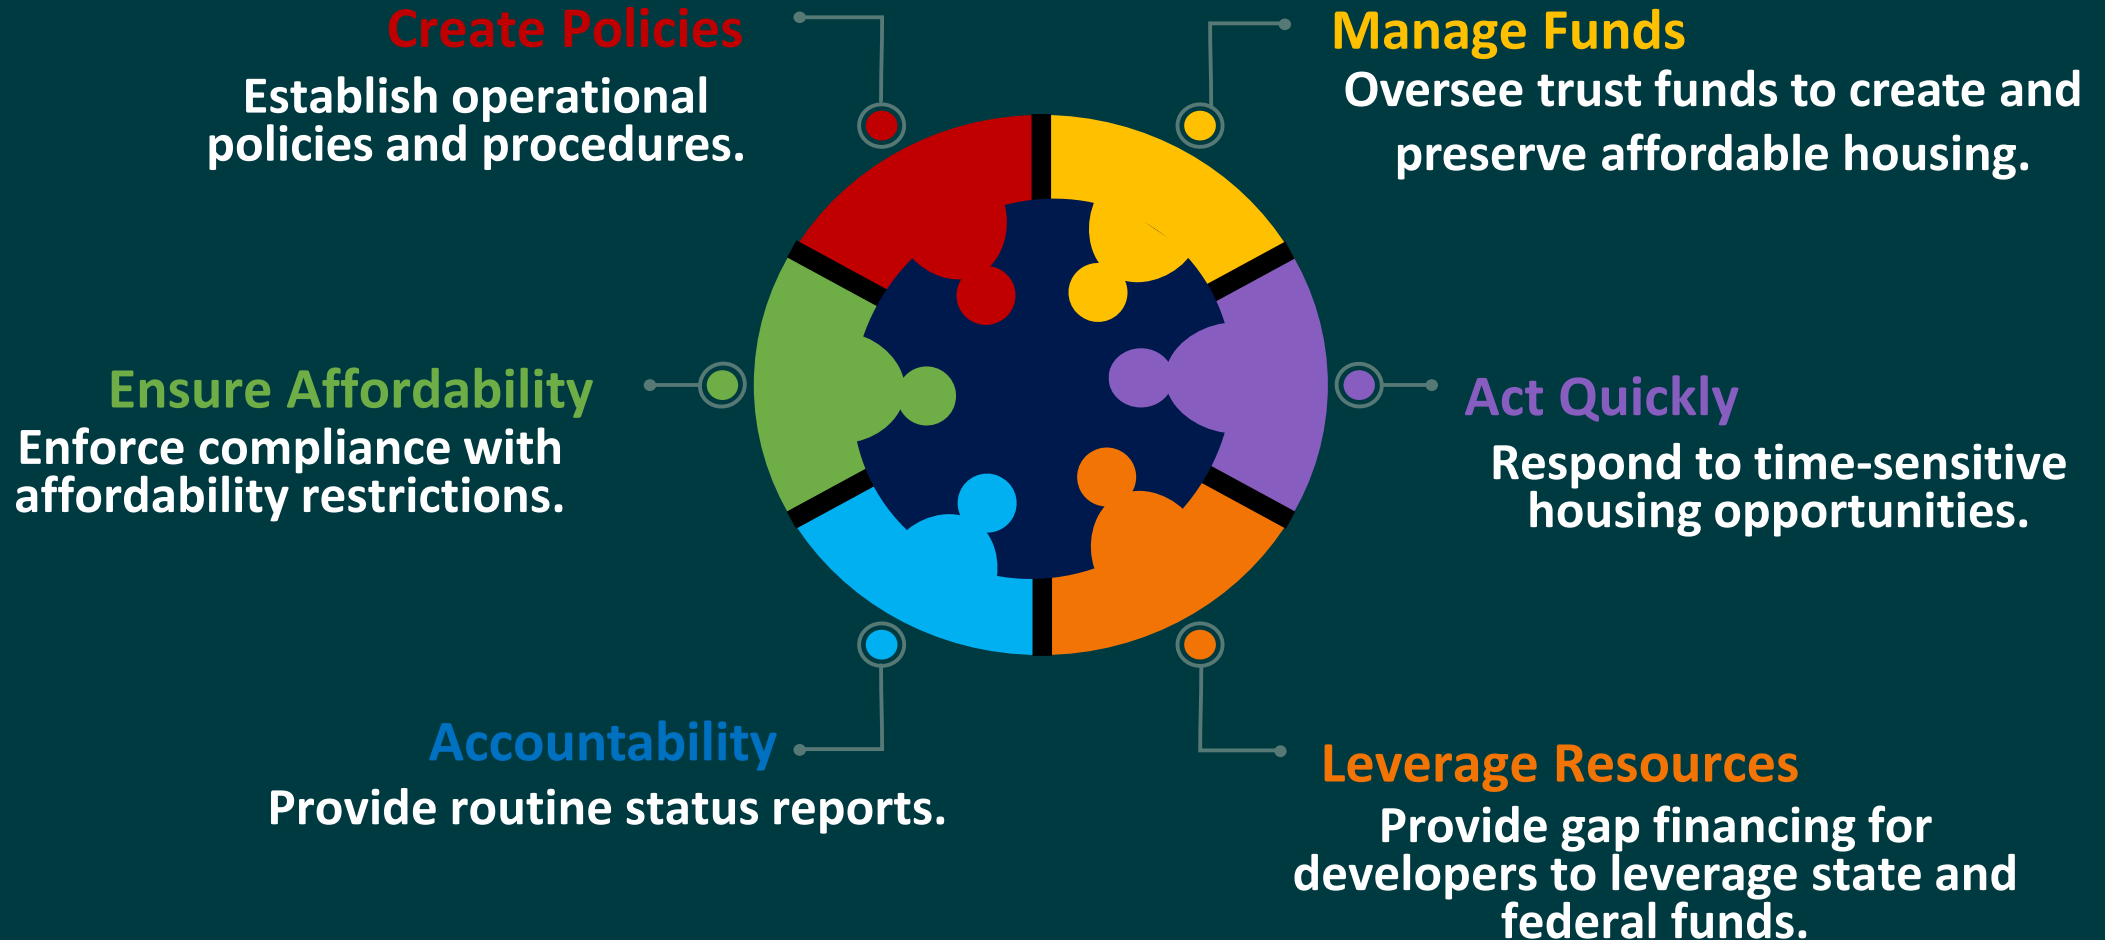 Create Policies
Establish operational
policies and procedures.
Manage Funds
Oversee trust funds to create and
preserve affordable housing.
Ensure Affordability
Enforce compliance with
affordability restrictions.
Act Quickly
Respond to time-sensitive
housing opportunities.
Accountability
Provide routine status reports.
Leverage Resources
Provide gap financing for
developers to leverage state and
federal funds.